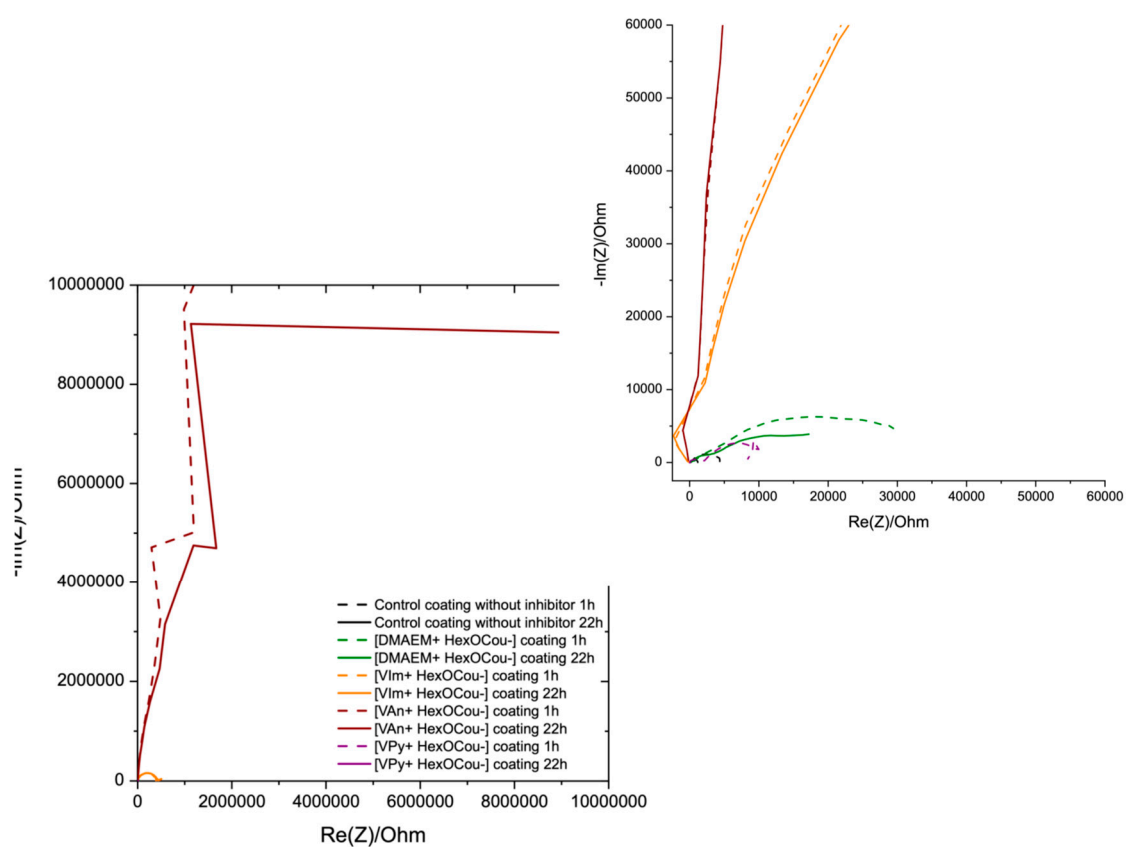 60000
50000
40000
30000
20000
10000
0
-Im(Z)/Ohm
0 10000 20000 30000 40000 50000 60000
Re(Z)/Ohm
10000000
8000000
6000000
4000000
2000000
0
-Im(Z)/Ohm
Control coating without inhibitor 1h
Control coating without inhibitor 22h
[DMAEM+ HexOCou-] coating 1h
[DMAEM+ HexOCou-] coating 22h
[VIm+ HexOCou-] coating 1h
[VIm+ HexOCou-] coating 22h
[VAn+ HexOCou-] coating 1h
[VAn+ HexOCou-] coating 22h
[VPy+ HexOCou-] coating 1h
[VPy+ HexOCou-] coating 22h
0 2000000 4000000 6000000 8000000 10000000
Re(Z)/Ohm